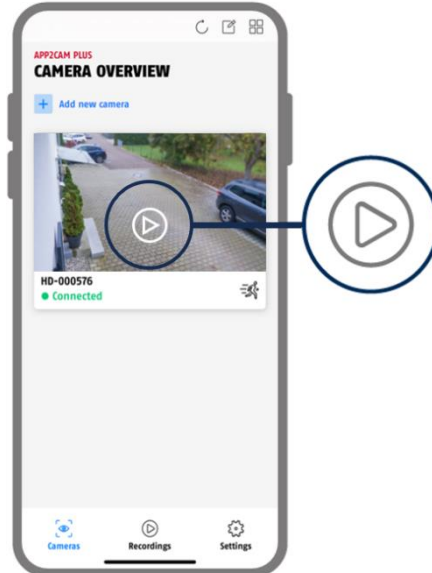 APP2CAM PLUS
CAMERA OVERVIEW
Add new camera
HD-000576
Connected
Cameras
Recordings
Settings